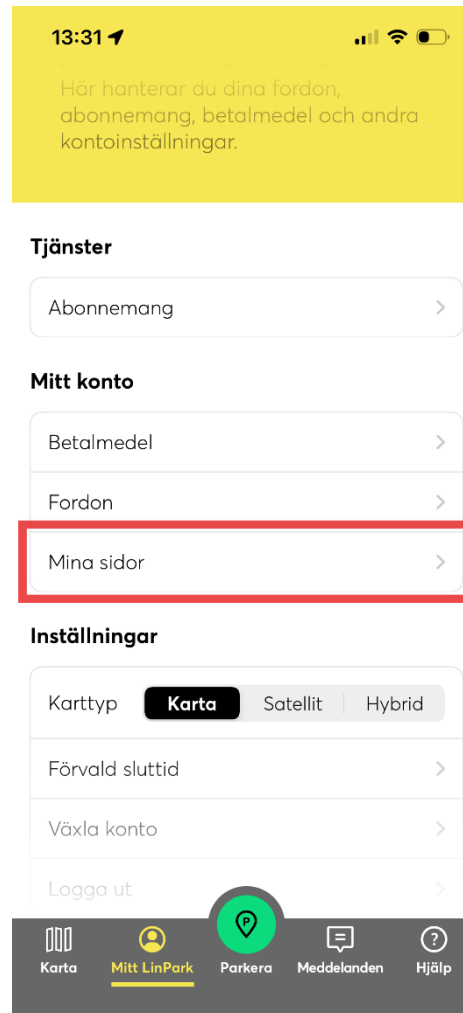 13:31
Här hanterar du dina fordon,
abonnemang, betalmedel och andra
kontoinställningar.
Tjänster
Abonnemang
Mitt konto
Betalmedel
Fordon
Mina sidor
Inställningar
Karttyp Karta Satellit Hybrid
Förvald sluttid
Växla konto
Logga ut
P
Karta Mitt LinPark Parkera Meddelanden Hjälp